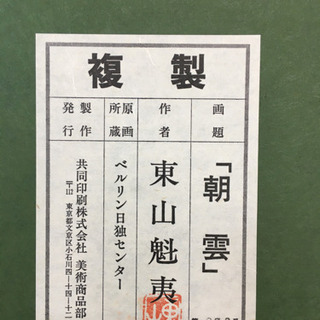 複製
画題
「朝雲」
作者
東山魁夷
原画所蔵
ベルリン日独センター
製作発行
共同印刷株式会社 美術商品部
〒112 東京都文京区小石川四ー十四ー十二